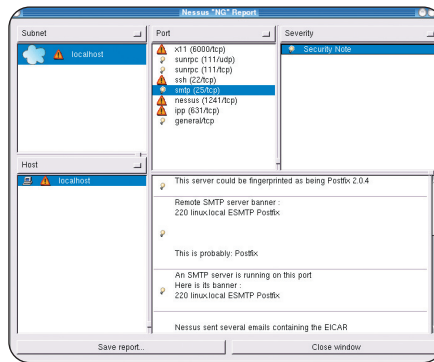 Nessus "NG" Report
Subnet
localhost
Port
x11 (6000/tcp)
sunrpc (111/udp)
sunrpc (111/tcp)
ssh (22/tcp)
smtp (25/tcp)
nessus (1241/tcp)
ipp (631/tcp)
general/tcp
Severity
Security Note
Host
localhost
This server could be fingerprinted as being Postfix 2.0.4
Remote SMTP server banner :
220 linux.local ESMTP Postfix
This is probably: Postfix
An SMTP server is running on this port
Here is its banner :
220 linux.local ESMTP Postfix
Nessus sent several emails containing the EICAR
Save report...
Close window